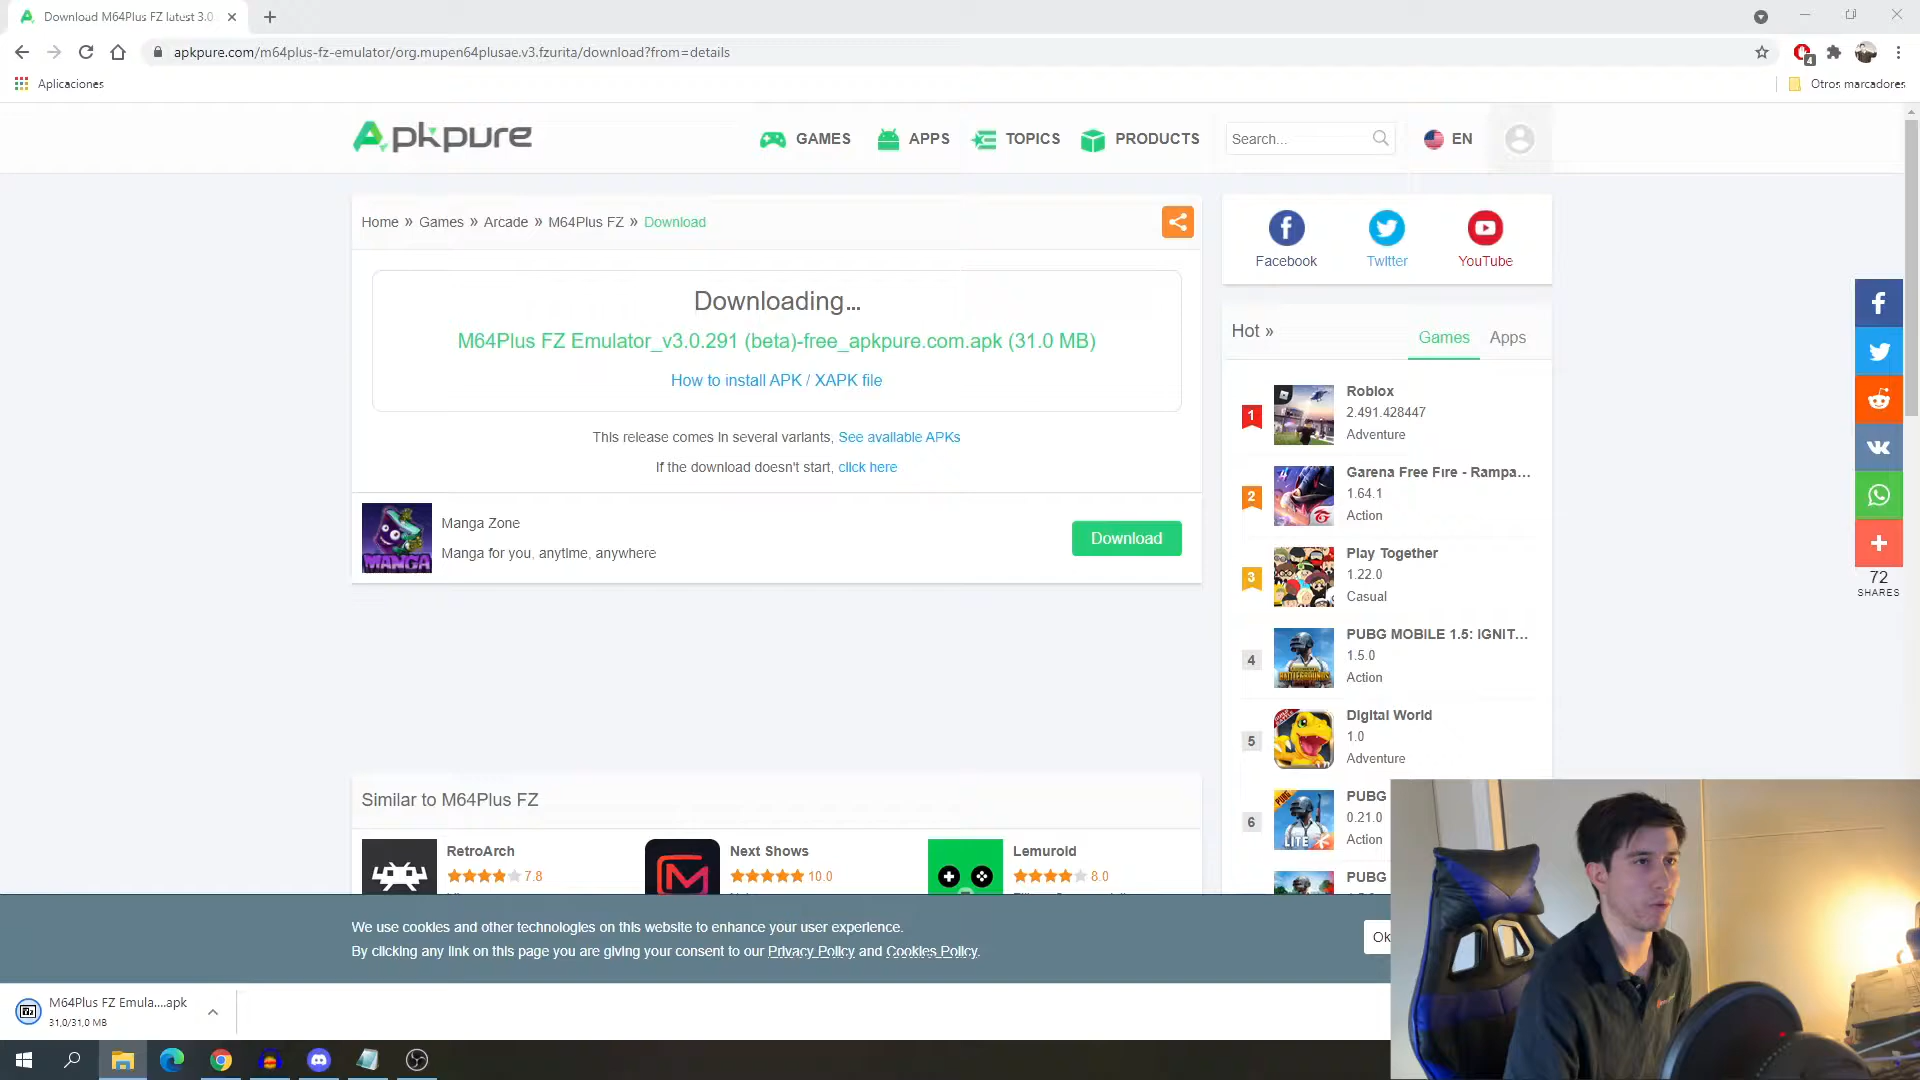 Download M64Plus FZ latest 3.0
apkpure.com/m64plus-fz-emulator/org.mupen64plusae.v3.fzurita/download?from=details
4
Aplicaciones
Otros marcadores
Apkpure
GAMES
APPS
TOPICS
PRODUCTS
Search...
EN
Home » Games » Arcade » M64Plus FZ » Download
Downloading...
M64Plus FZ Emulator_v3.0.291 (beta)-free_apkpure.com.apk (31.0 MB)
How to install APK / XAPK file
This release comes in several variants, See available APKs
If the download doesn't start, click here
MANGA
Manga Zone
Manga for you, anytime, anywhere
Download
Facebook
Twitter
YouTube
Hot »
Games
Apps
1
Roblox
2.491.428447
Adventure
2
Garena Free Fire - Rampa...
1.64.1
Action
3
Play Together
1.22.0
Casual
4
PUBG MOBILE 1.5: IGNIT...
1.5.0
Action
5
Digital World
1.0
Adventure
6
PUBG
LITE
PUBG
0.21.0
Action
PUBG
72
SHARES
Similar to M64Plus FZ
RetroArch
7.8
Next Shows
10.0
Lemuroid
8.0
We use cookies and other technologies on this website to enhance your user experience.
By clicking any link on this page you are giving your consent to our Privacy Policy and Cookies Policy.
Ok
M64Plus FZ Emula....apk
31,0/31,0 MB